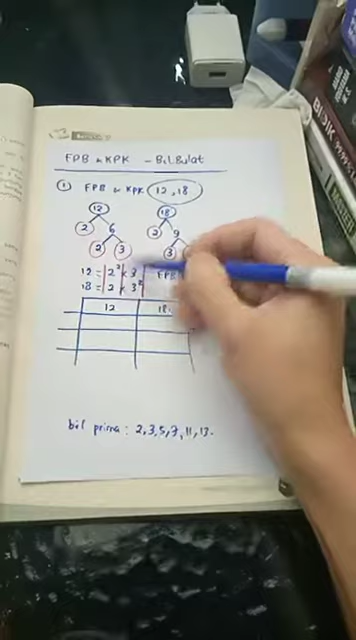 FPB & KPK - Bil Bulat
1 FPB & KPK 12, 18
12 18
2 6 2 9
2 3 3
12 = 2² x 3 FPB
18 = 2 x 3²
12 18
bil prima : 2, 3, 5, 7, 11, 13.